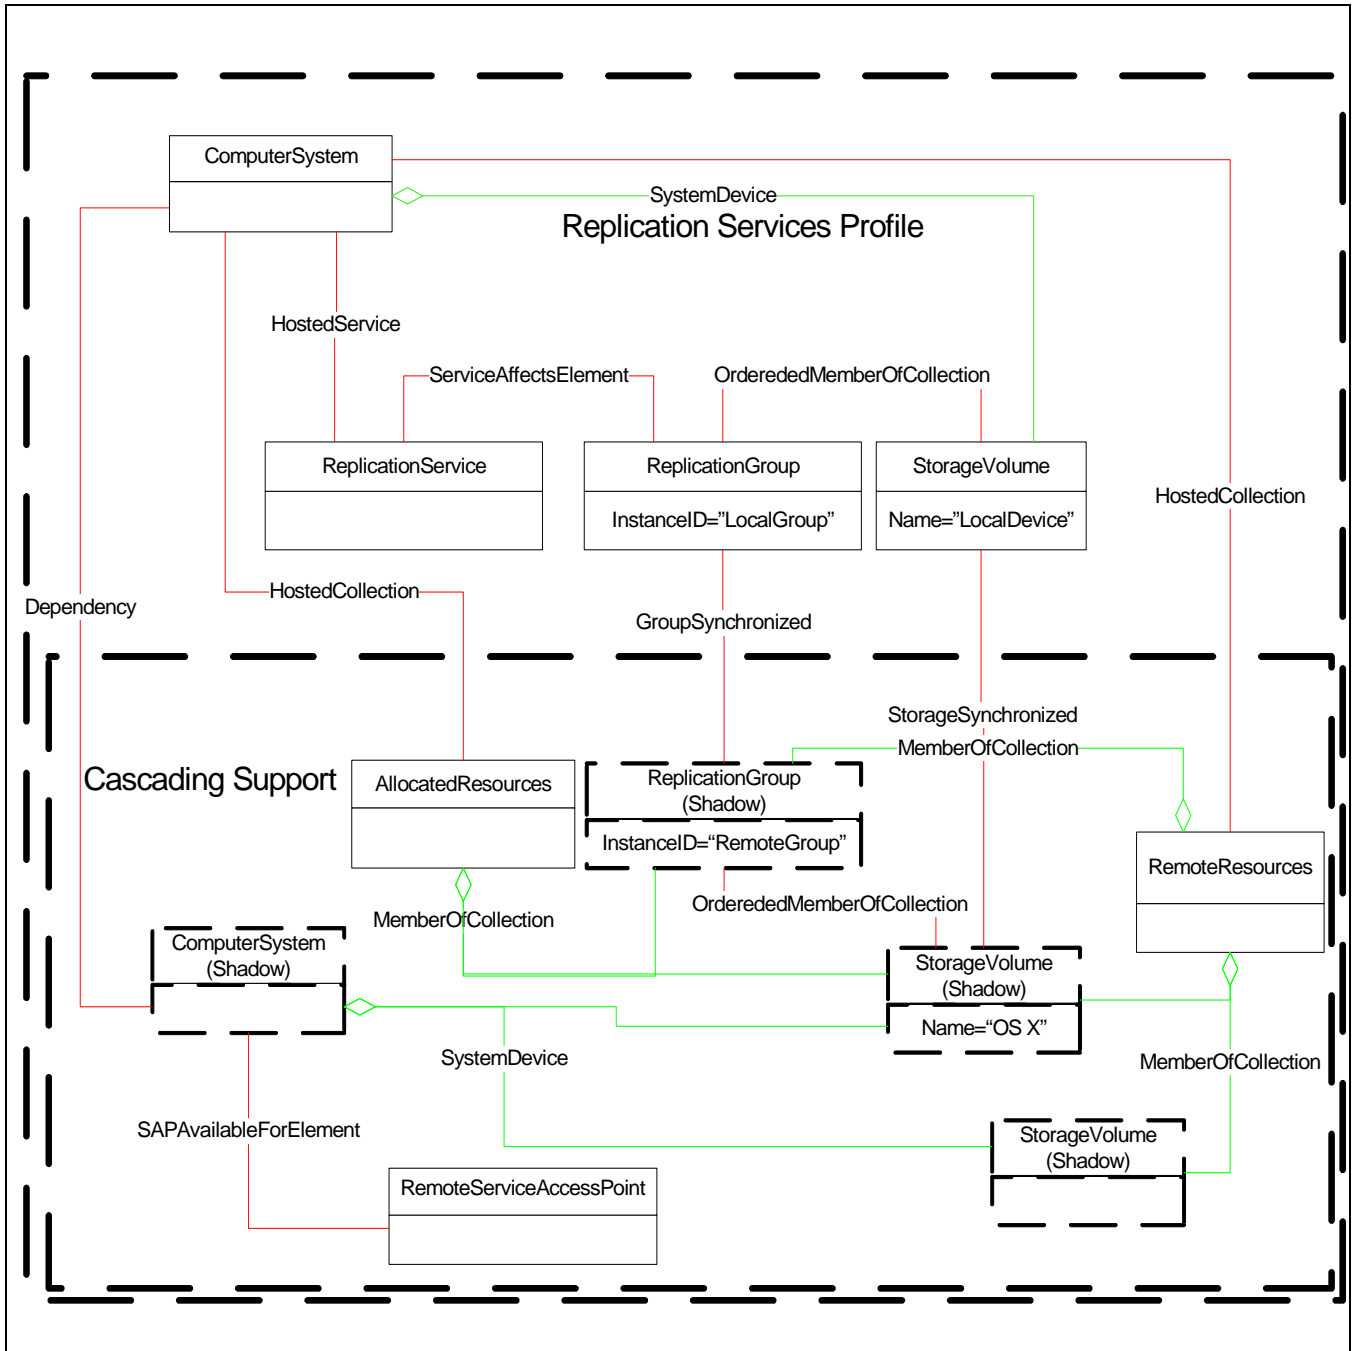 ComputerSystem
SystemDevice
Replication Services Profile
HostedService
ServiceAffectsElement
OrderededMemberOfCollection
ReplicationService
ReplicationGroup
StorageVolume
InstanceID=”LocalGroup”
Name=”LocalDevice”
HostedCollection
HostedCollection
Dependency
GroupSynchronized
StorageSynchronized
MemberOfCollection
Cascading Support
AllocatedResources
ReplicationGroup
(Shadow)
InstanceID=“RemoteGroup”
RemoteResources
MemberOfCollection
OrderededMemberOfCollection
ComputerSystem
(Shadow)
StorageVolume
(Shadow)
Name=“OS X”
SystemDevice
MemberOfCollection
SAPAvailableForElement
StorageVolume
(Shadow)
RemoteServiceAccessPoint